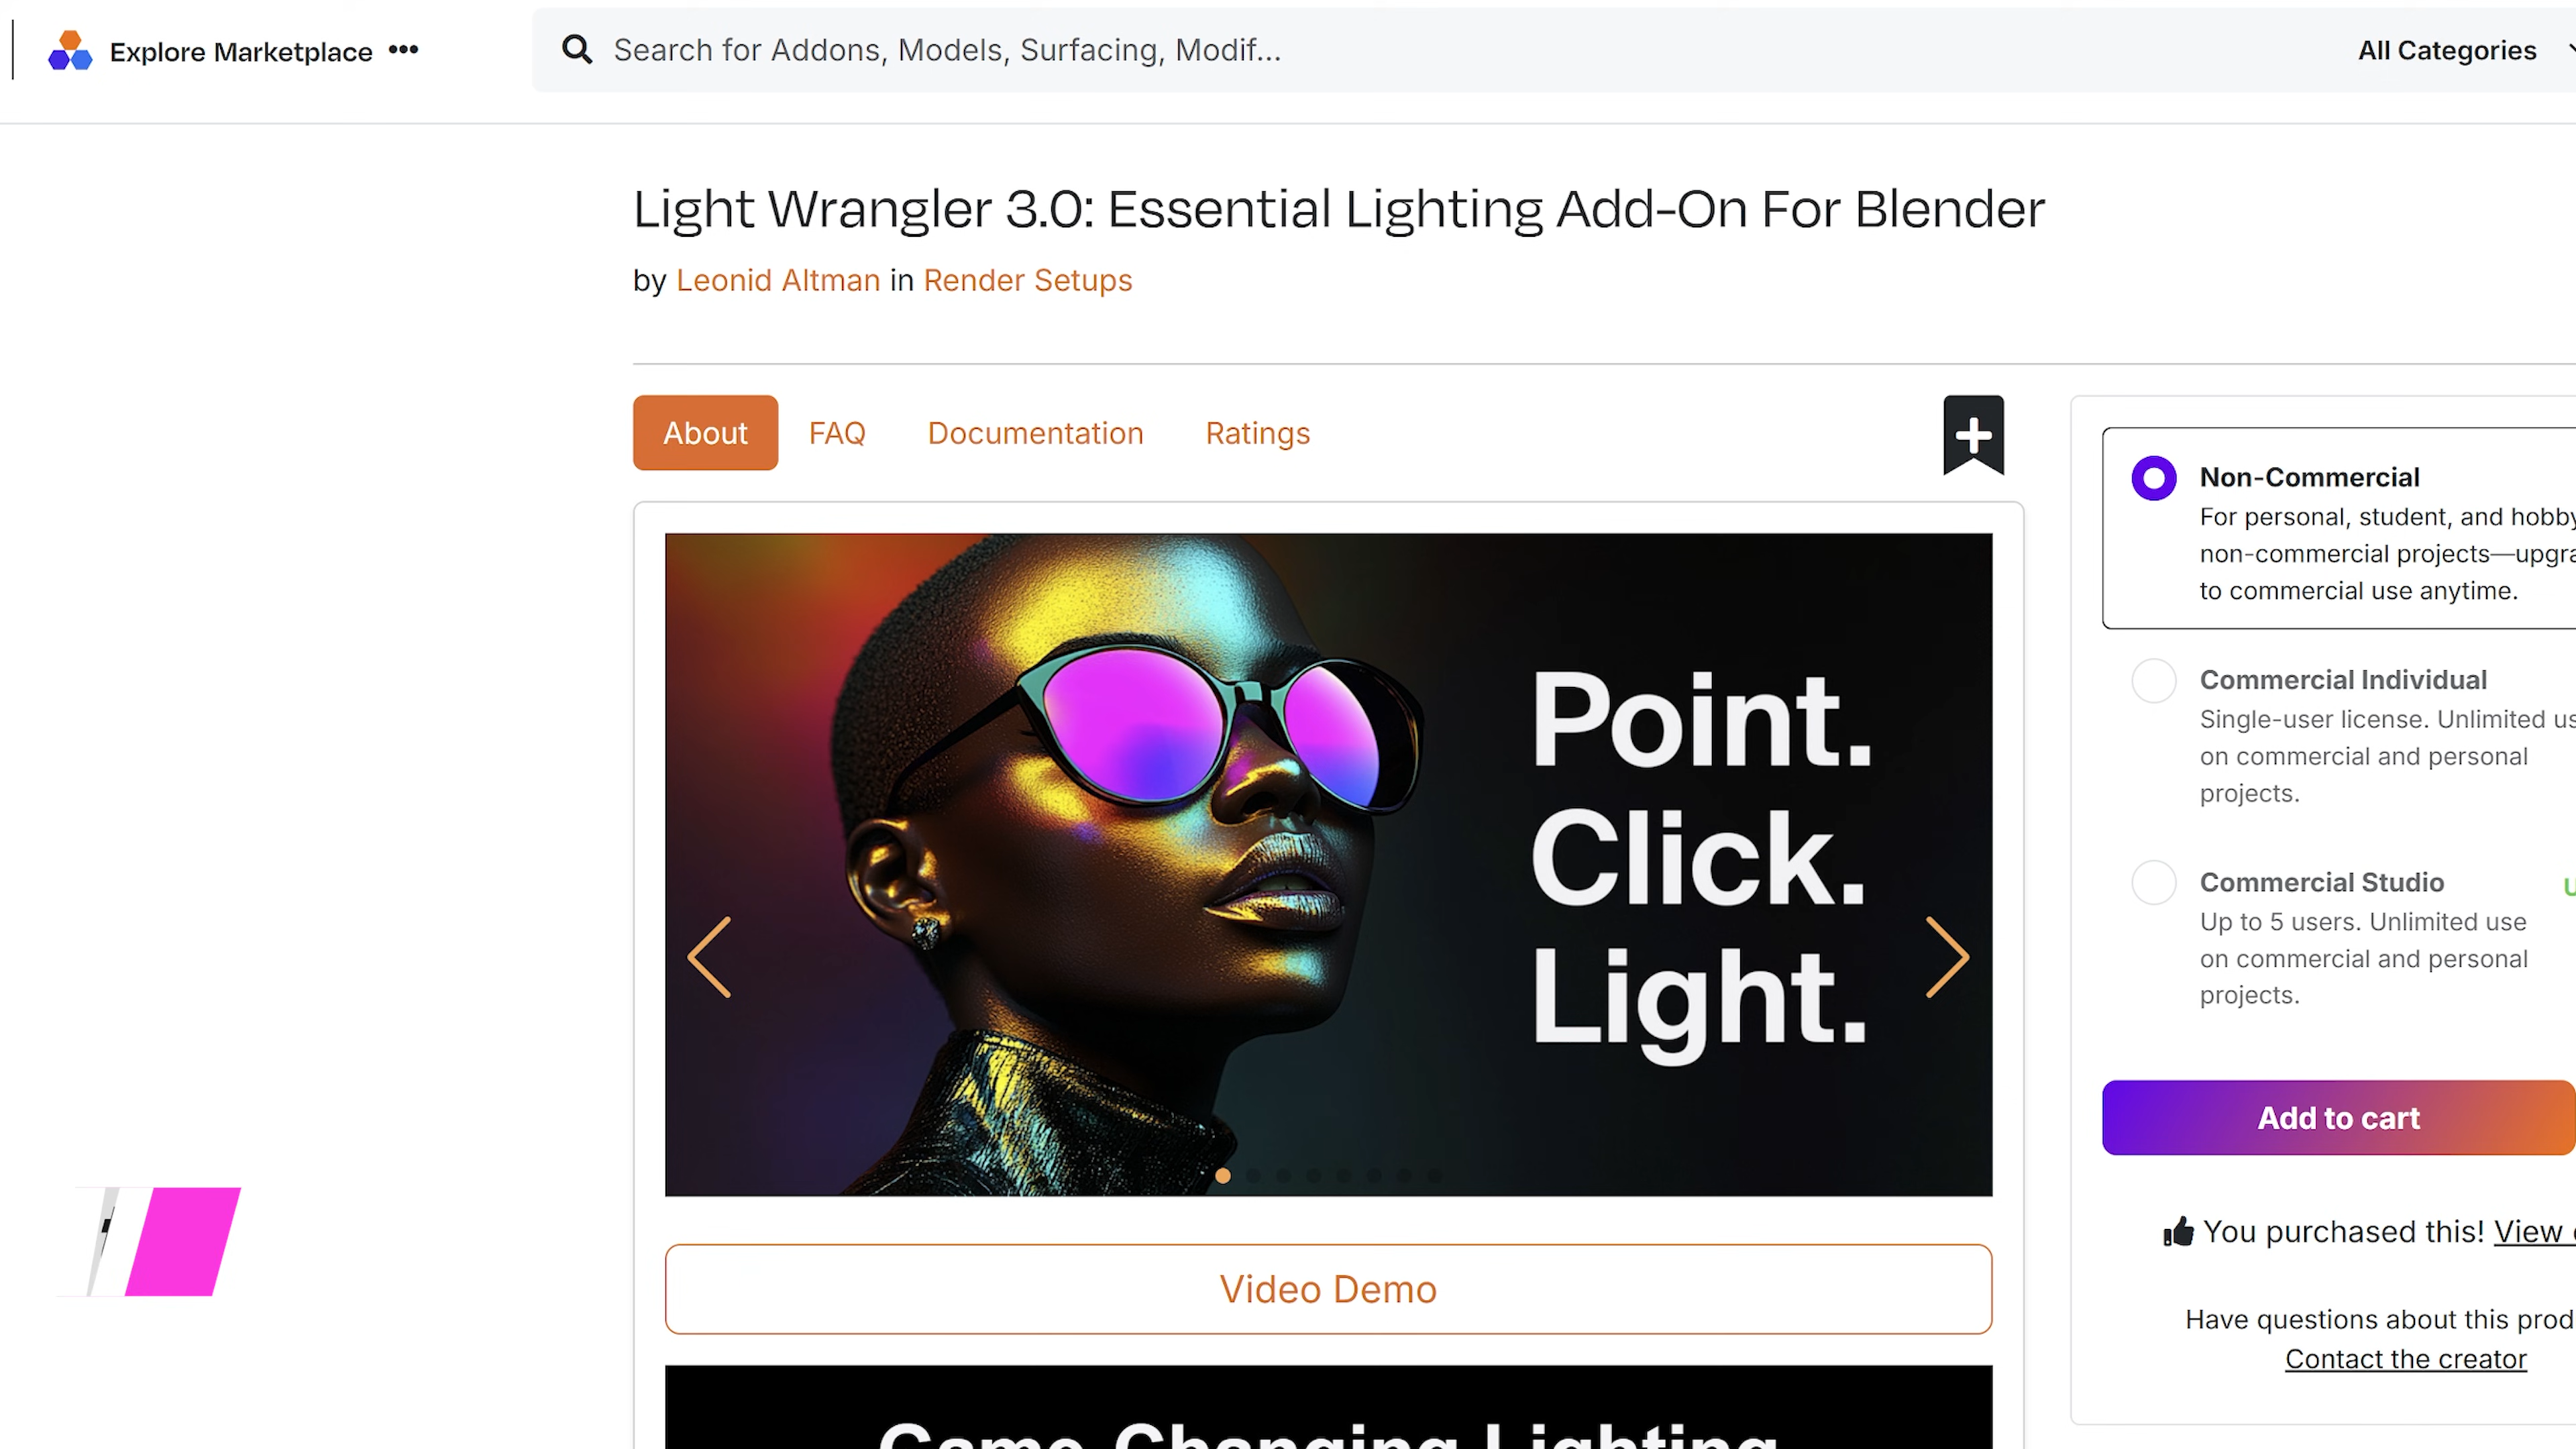 Explore Marketplace •••
Search for Addons, Models, Surfacing, Modif...
All Categories
Light Wrangler 3.0: Essential Lighting Add-On For Blender
by Leonid Altman in Render Setups
About
FAQ
Documentation
Ratings
Point.
Click.
Light.
Video Demo
Game-Changing Lighting
Non-Commercial
For personal, student, and hobby
non-commercial projects—upgra
to commercial use anytime.
Commercial Individual
Single-user license. Unlimited us
on commercial and personal
projects.
Commercial Studio
Up to 5 users. Unlimited use
on commercial and personal
projects.
Add to cart
You purchased this! View
Have questions about this prod
Contact the creator